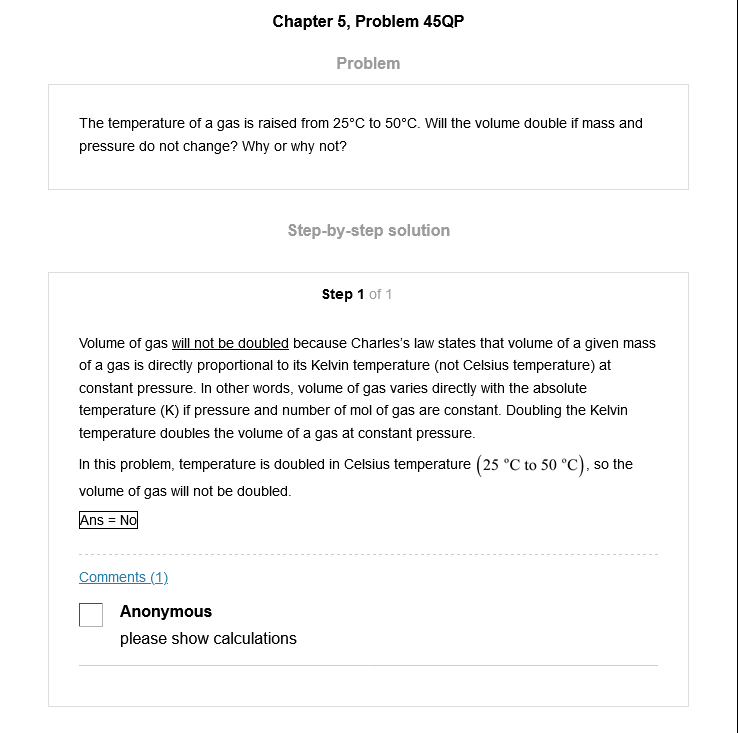 Chapter 5, Problem 45QP
Problem
The temperature of a gas is raised from 25°C to 50°C. Will the volume double if mass and
pressure do not change? Why or why not?
Step-by-step solution
Step 1 of 1
Volume of gas will not be doubled because Charles's law states that volume of a given mass
of a gas is directly proportional to its Kelvin temperature (not Celsius temperature) at
constant pressure. In other words, volume of gas varies directly with the absolute
temperature (K) if pressure and number of mol of gas are constant. Doubling the Kelvin
temperature doubles the volume of a gas at constant pressure.
In this problem, temperature is doubled in Celsius temperature (25 °C to 50 °C), so the
volume of gas will not be doubled.
Ans = No
Comments (1)
Anonymous
please show calculations